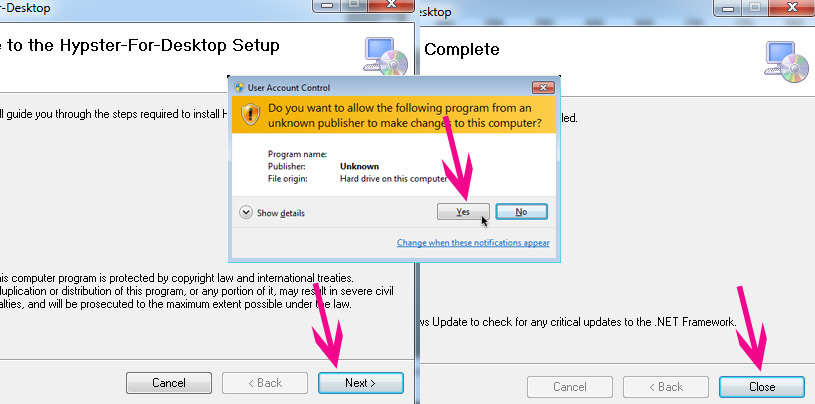 r-Desktop
e to the Hypster-For-Desktop Setup
ll guide you through the steps required to install H
his computer program is protected by copyright law and international treaties.
duplication or distribution of this program, or any portion of it, may result in severe civil
alties, and will be prosecuted to the maximum extent possible under the law.
Cancel
< Back
Next >
User Account Control
Do you want to allow the following program from an
unknown publisher to make changes to this computer?
Program name:
Publisher: Unknown
File origin: Hard drive on this computer
Show details
Yes
No
Change when these notifications appear
esktop
Complete
led.
ws Update to check for any critical updates to the .NET Framework.
Cancel
< Back
Close